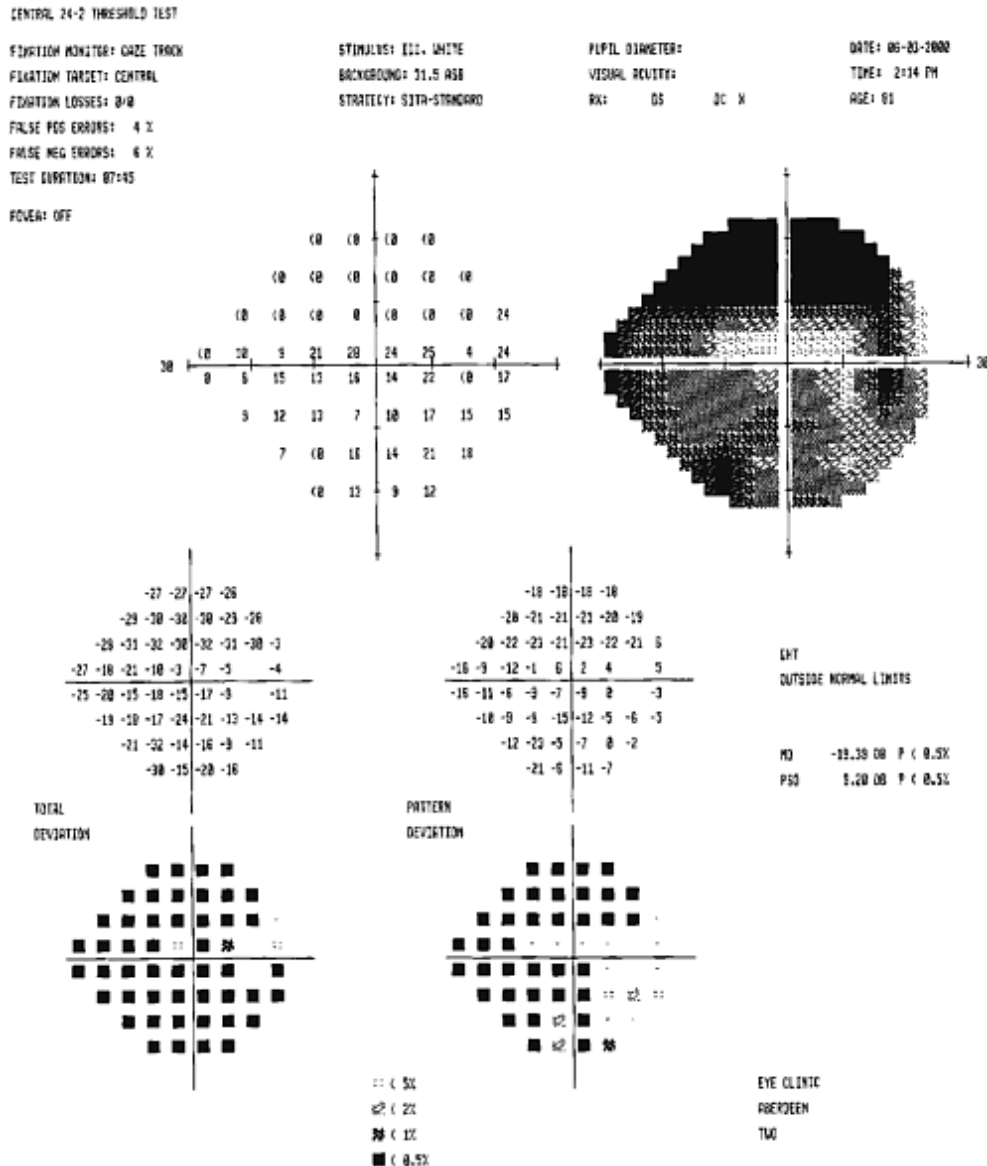 CENTRAL 24-2 THRESHOLD TEST
FIXATION MONITOR: GAZE TRACK
STIMULUS: III, WHITE
PUPIL DIAMETER:
DATE: 06-03-2000
FIXATION TARGET: CENTRAL
BACKGROUND: 31.5 ASB
VISUAL ACUITY:
TIME: 2:14 PM
FIXATION LOSSES: 0/0
STRATEGY: SITA-STANDARD
RX: DS DC X
AGE: 81
FALSE POS ERRORS: 4 %
FALSE NEG ERRORS: 6 %
TEST DURATION: 07:45
FOVEA: OFF
<0 <0 <0 <0
<0 <0 <0 <0 <0 <0
<0 <0 <0 0 <0 <0 <0 24
<0 10 9 21 28 24 25 4 24
30
30
0 6 15 13 16 14 22 <0 17
9 12 13 7 10 17 15 15
7 <0 16 14 21 18
<0 13 9 12
-27 -27 -27 -26
-29 -30 -30 -30 -29 -28
-28 -31 -32 -30 -32 -31 -30 -3
-27 -18 -21 -10 -3 -7 -5 -4
-25 -20 -15 -18 -15 -17 -9 -11
-19 -18 -17 -24 -21 -13 -14 -14
-21 -32 -14 -16 -9 -11
-30 -15 -20 -16
TOTAL
DEVIATION
-18 -18 -18 -18
-20 -21 -21 -21 -20 -19
-20 -22 -23 -21 -23 -22 -21 6
-16 -9 -12 -1 6 2 4 5
-16 -11 -6 -9 -7 -9 0 -3
-10 -9 -9 -15 -12 -5 -6 -5
-12 -23 -5 -7 0 -2
-21 -6 -11 -7
PATTERN
DEVIATION
GHT
OUTSIDE NORMAL LIMITS
MD -19.39 DB P < 0.5%
PSD 9.20 DB P < 0.5%
< 5%
< 2%
< 1%
< 0.5%
EYE CLINIC
ABERDEEN
TWO